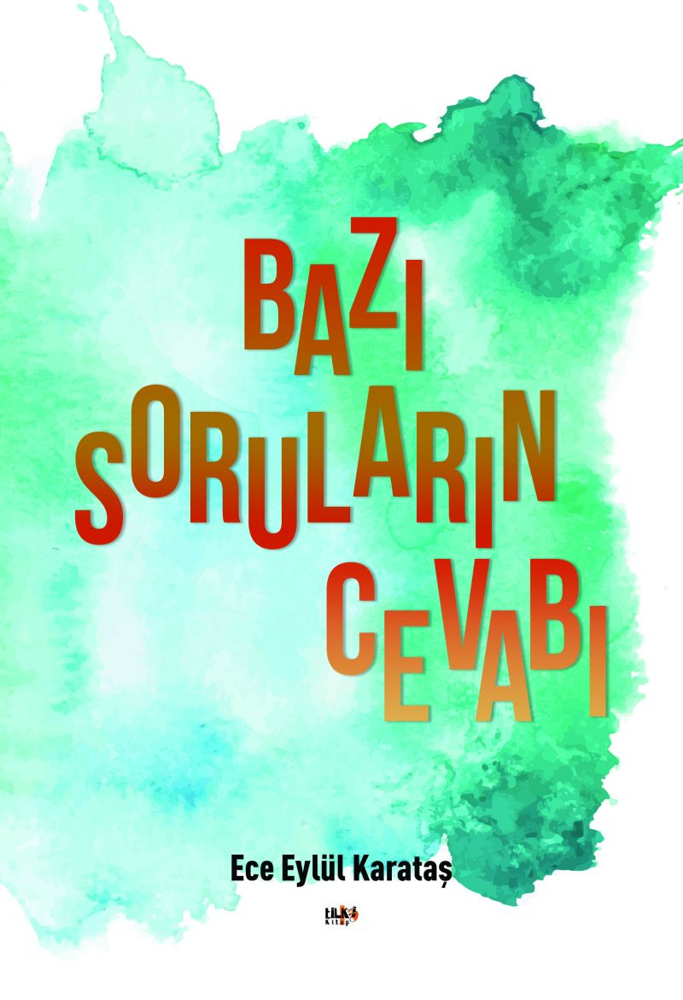 BAZI
SORULARIN
CEVABI
Ece Eylül Karataş
tiLKi
Kitap